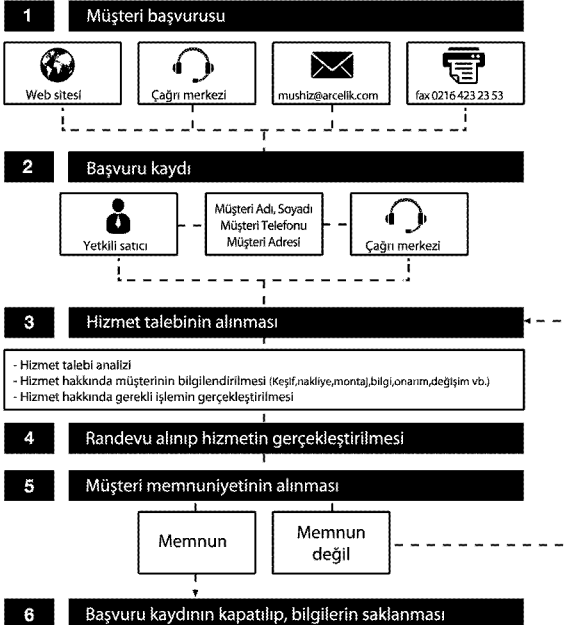 1 Müşteri başvurusu
Web sitesi
Çağrı merkezi
mushiz@arcelik.com
fax 0216 423 23 53
2 Başvuru kaydı
Yetkili satıcı
Müşteri Adı, Soyadı
Müşteri Telefonu
Müşteri Adresi
Çağrı merkezi
3 Hizmet talebinin alınması
- Hizmet talebi analizi
- Hizmet hakkında müşterinin bilgilendirilmesi (Keşif,nakliye,montaj,bilgi,onarım,değişim vb.)
- Hizmet hakkında gerekli işlemin gerçekleştirilmesi
4 Randevu alınıp hizmetin gerçekleştirilmesi
5 Müşteri memnuniyetinin alınması
Memnun
Memnun
değil
6 Başvuru kaydının kapatılıp, bilgilerin saklanması